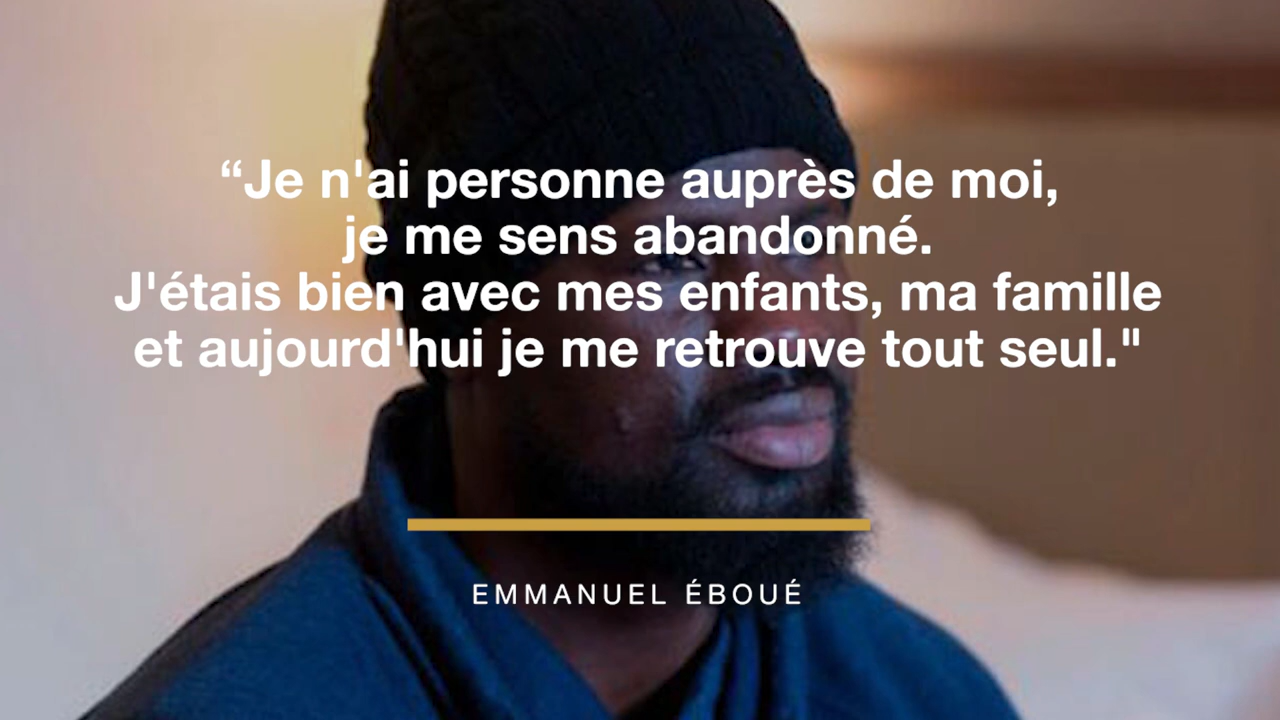 “Je n'ai personne auprès de moi,
je me sens abandonné.
J'étais bien avec mes enfants, ma famille
et aujourd'hui je me retrouve tout seul."
EMMANUEL ÉBOUÉ